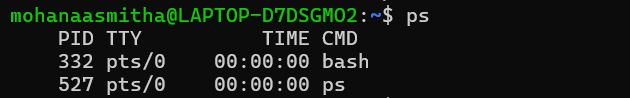 mohanaasmitha@LAPTOP-D7DSGMO2:~$ ps
    PID TTY          TIME CMD
    332 pts/0    00:00:00 bash
    527 pts/0    00:00:00 ps